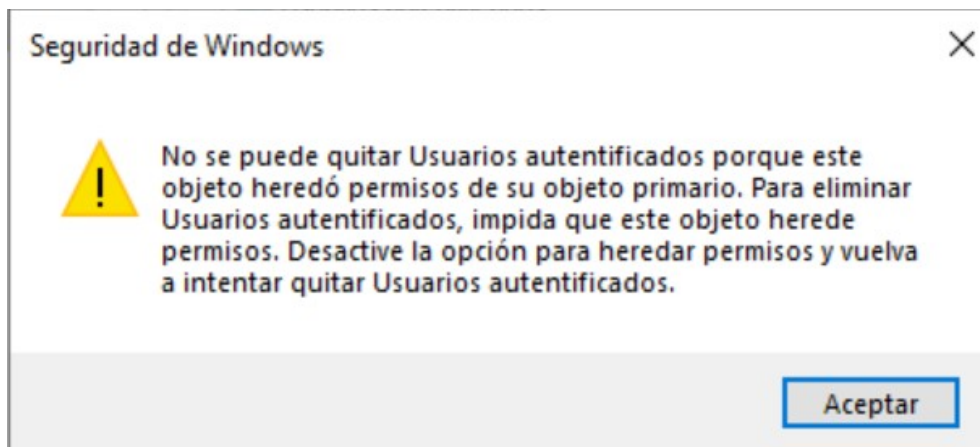 Seguridad de Windows
No se puede quitar Usuarios autentificados porque este
objeto heredó permisos de su objeto primario. Para eliminar
Usuarios autentificados, impida que este objeto herede
permisos. Desactive la opción para heredar permisos y vuelva
a intentar quitar Usuarios autentificados.
Aceptar